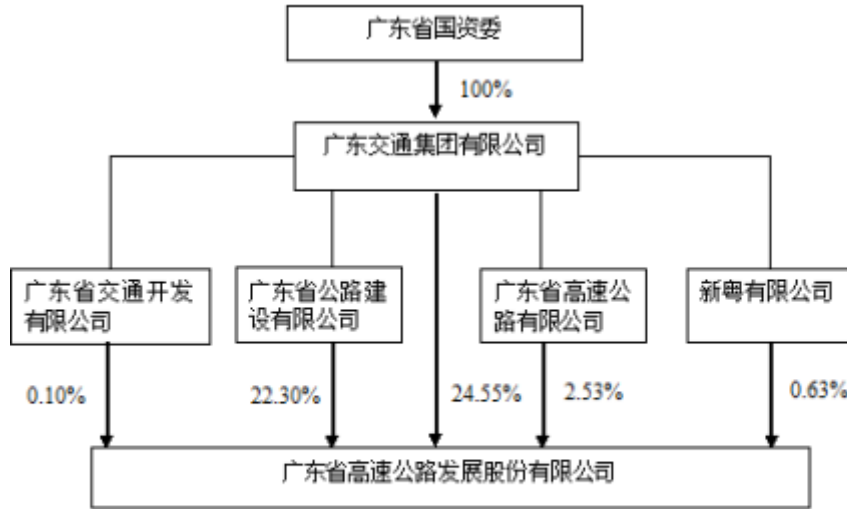 广东省国资委
100%
广东交通集团有限公司
广东省交通开发
有限公司
广东省公路建
设有限公司
广东省高速公
路有限公司
新粤有限公司
0.10%
22.30%
24.55%
2.53%
0.63%
广东省高速公路发展股份有限公司